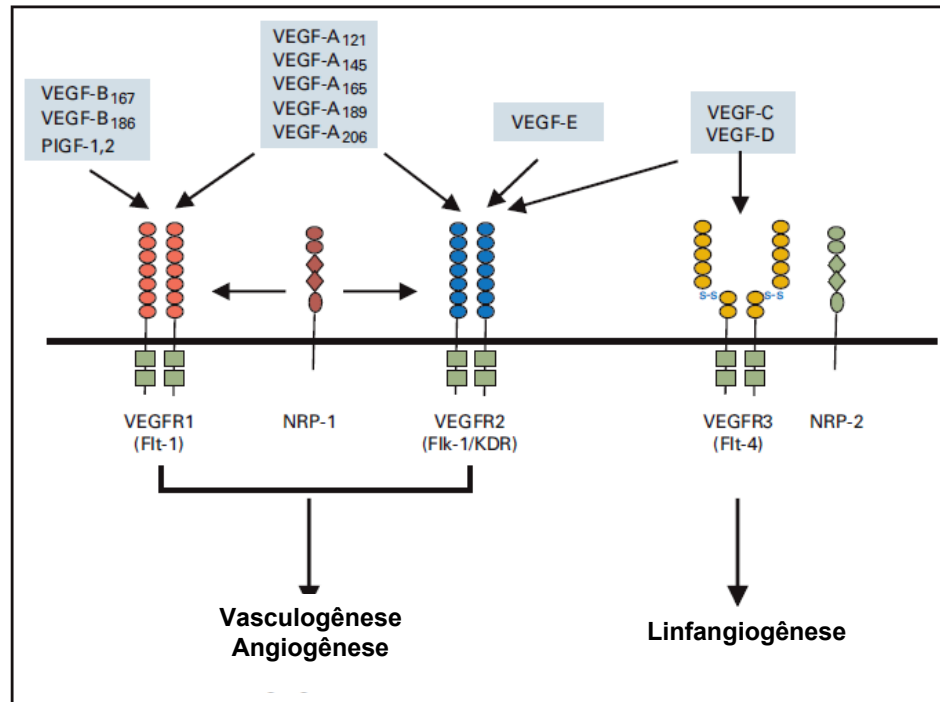 VEGF-B167
VEGF-B186
PIGF-1,2
VEGF-A121
VEGF-A145
VEGF-A165
VEGF-A189
VEGF-A206
VEGF-E
VEGF-C
VEGF-D
S-S
S-S
VEGFR1
(Flt-1)
NRP-1
VEGFR2
(Flk-1/KDR)
VEGFR3
(Flt-4)
NRP-2
Vasculogênese
Angiogênese
Linfangiogênese